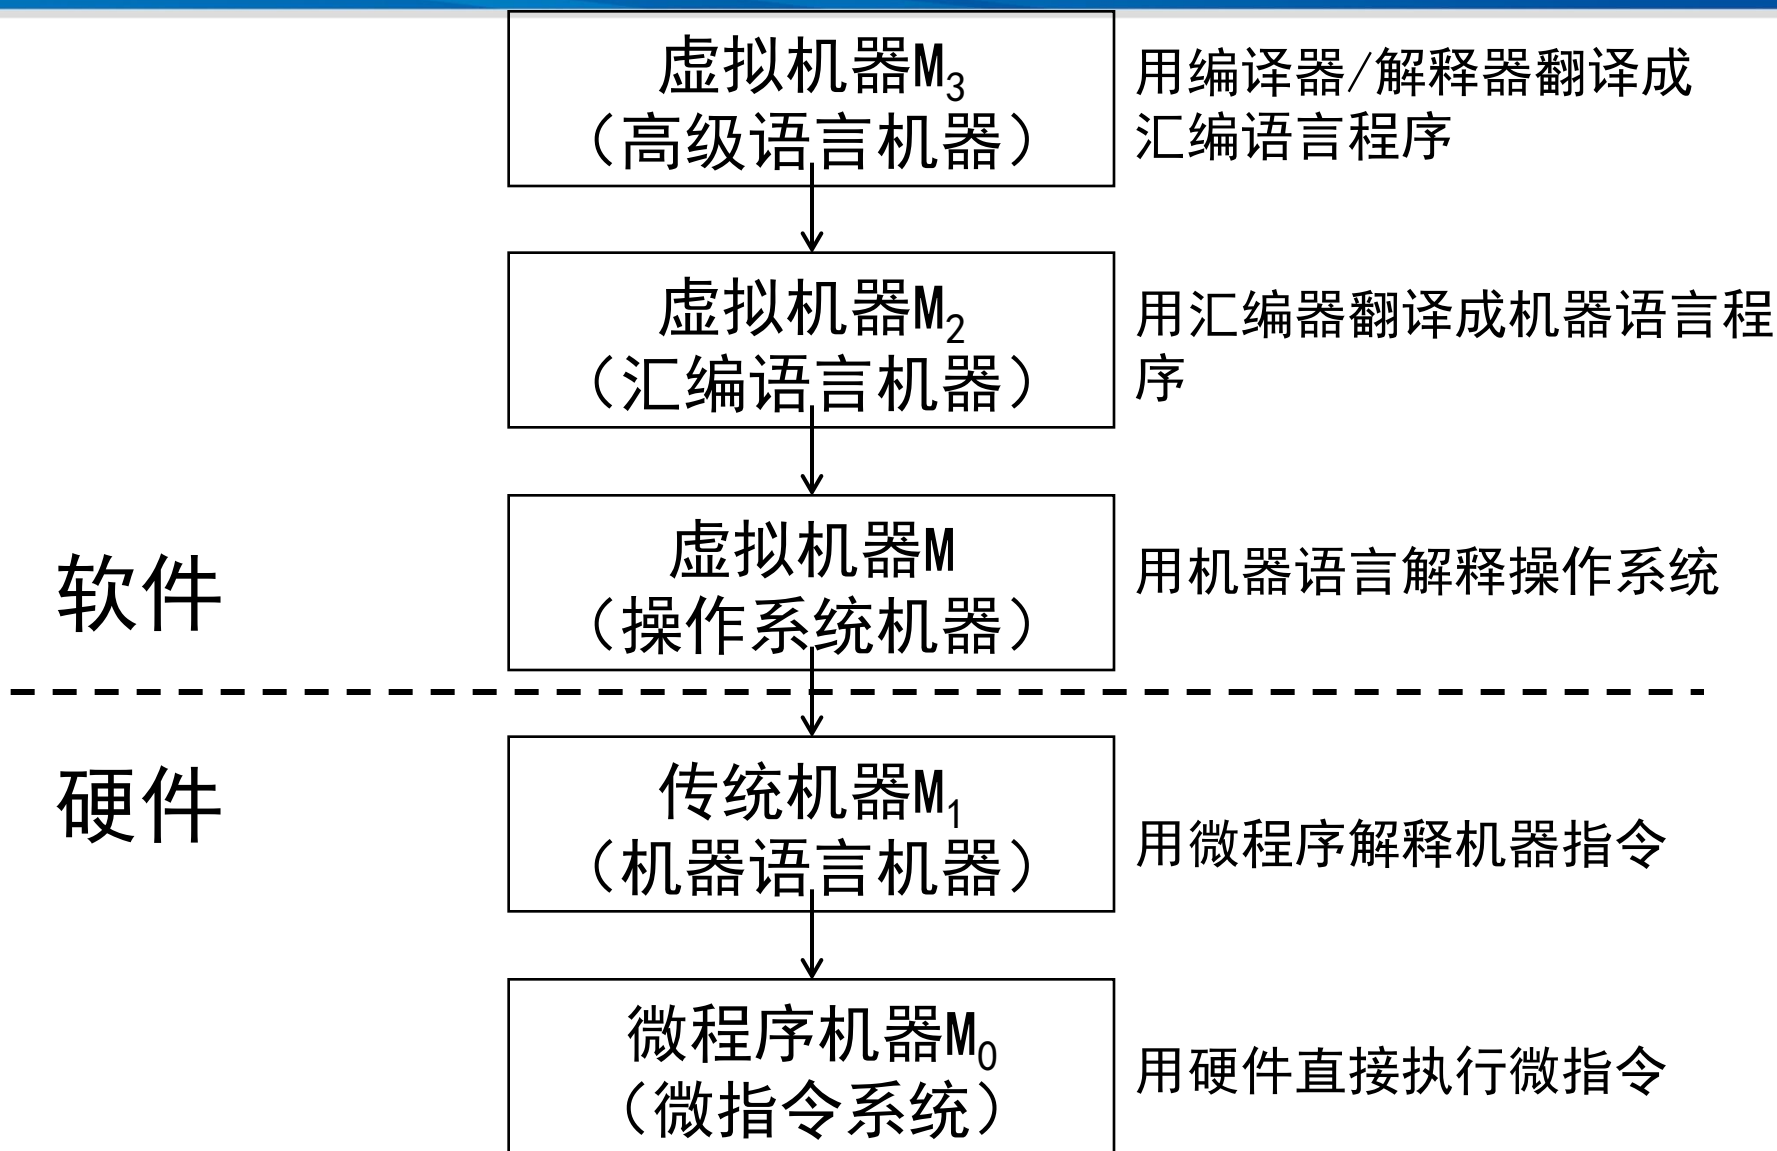 虚拟机器M₃
（高级语言机器）
用编译器/解释器翻译成
汇编语言程序
虚拟机器M₂
（汇编语言机器）
用汇编器翻译成机器语言程
序
虚拟机器M
（操作系统机器）
用机器语言解释操作系统
软件
硬件
传统机器M₁
（机器语言机器）
用微程序解释机器指令
微程序机器M₀
（微指令系统）
用硬件直接执行微指令